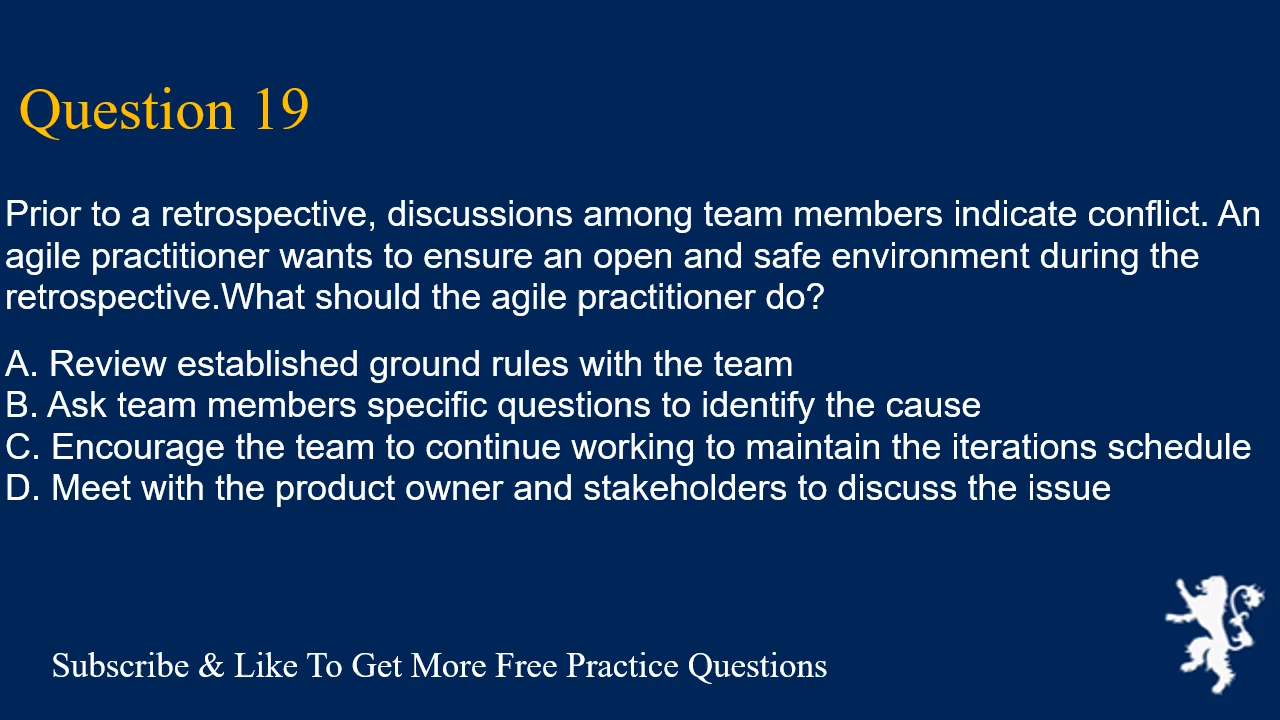 Question 19
Prior to a retrospective, discussions among team members indicate conflict. An
agile practitioner wants to ensure an open and safe environment during the
retrospective.What should the agile practitioner do?
A. Review established ground rules with the team
B. Ask team members specific questions to identify the cause
C. Encourage the team to continue working to maintain the iterations schedule
D. Meet with the product owner and stakeholders to discuss the issue
Subscribe & Like To Get More Free Practice Questions